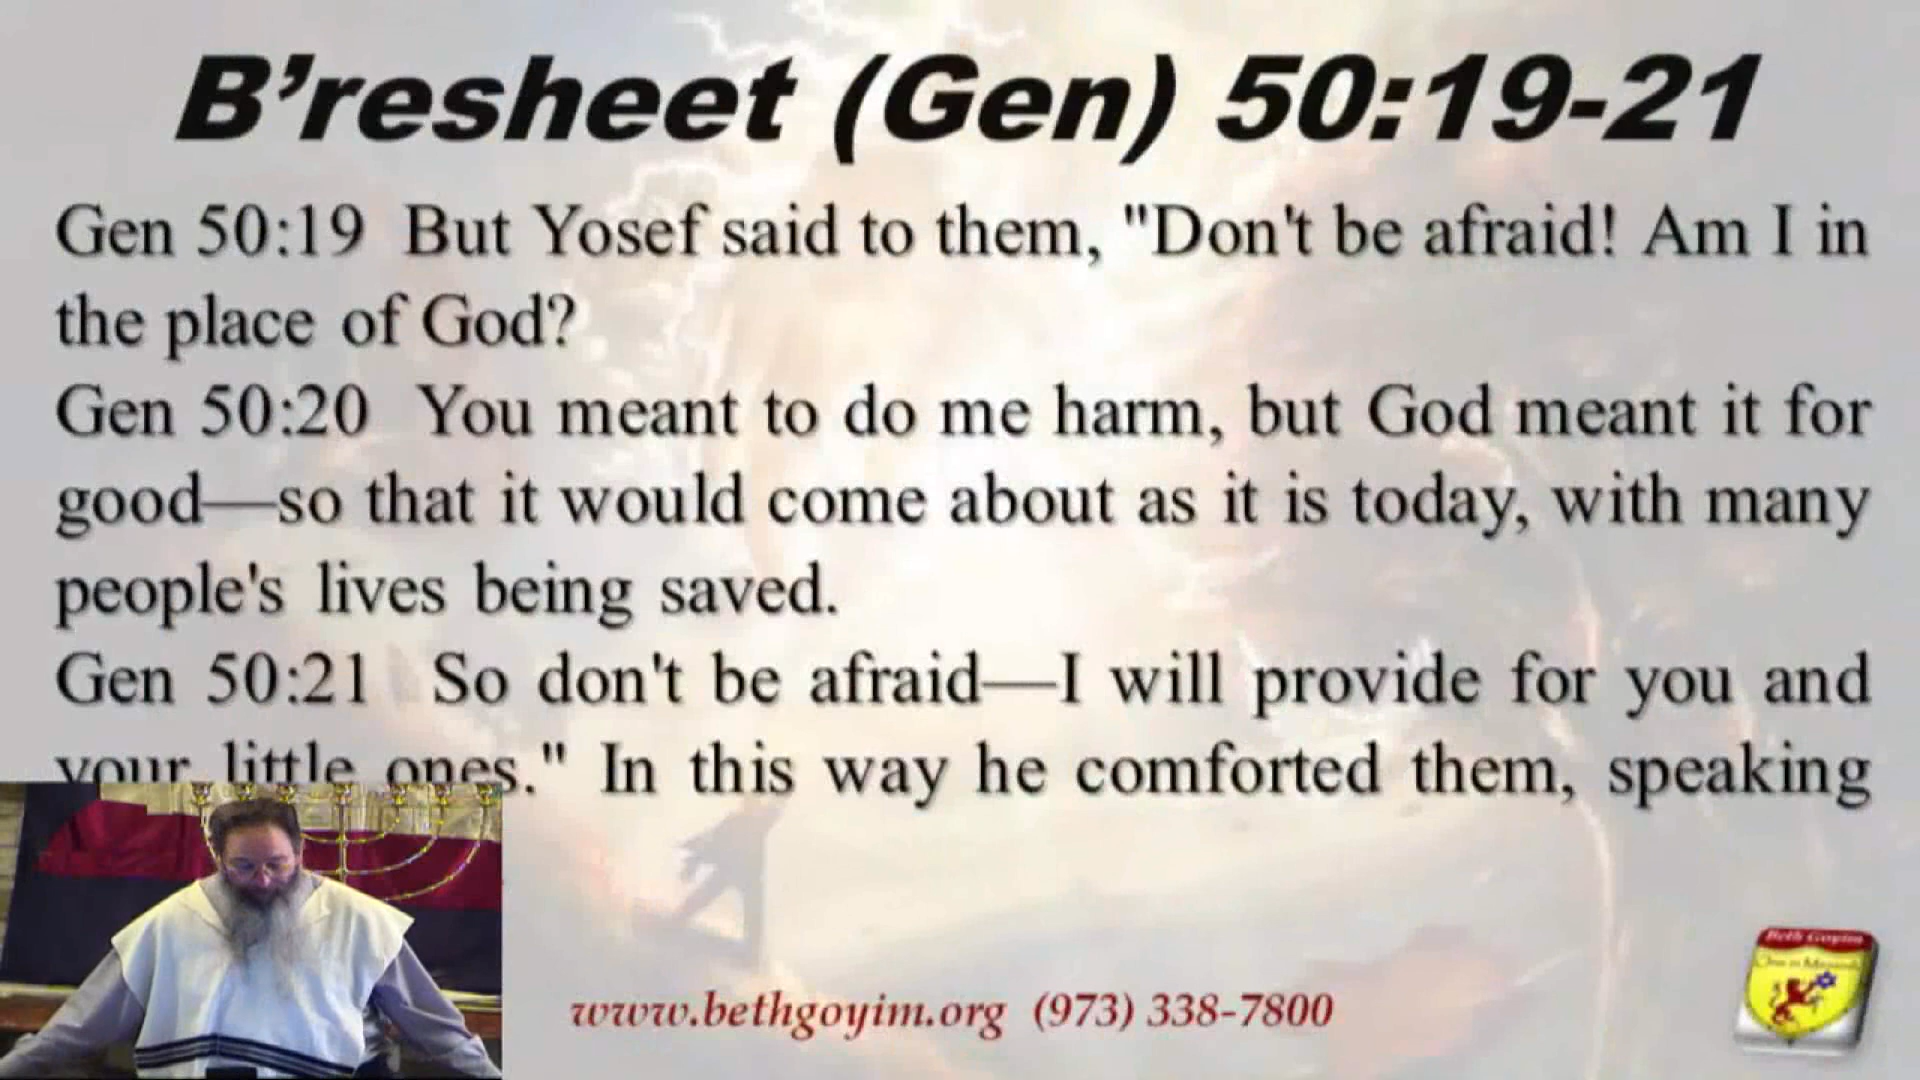 B’resheet (Gen) 50:19-21
Gen 50:19 But Yosef said to them, "Don't be afraid! Am I in
the place of God?
Gen 50:20 You meant to do me harm, but God meant it for
good—so that it would come about as it is today, with many
people's lives being saved.
Gen 50:21 So don't be afraid—I will provide for you and
your little ones." In this way he comforted them, speaking
www.bethgoyim.org (973) 338-7800
Beth Goyim